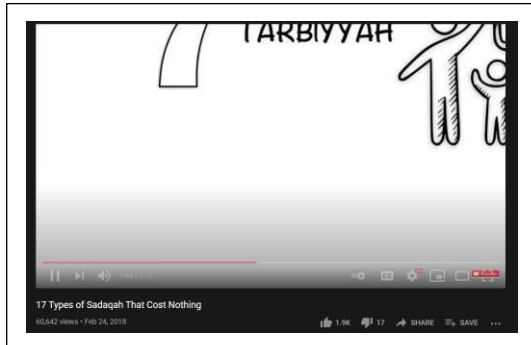 TARBIYYAH
CC
17 Types of Sadaqah That Cost Nothing
60,642 views • Feb 24, 2018
1.9K 17 SHARE SAVE